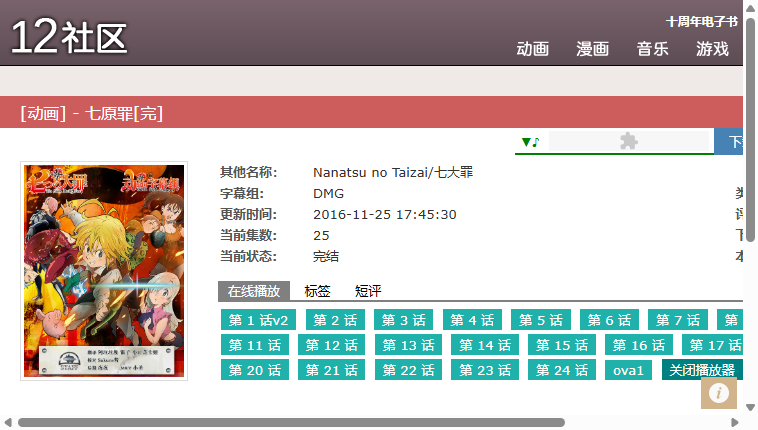 12社区
十周年电子书
动画 漫画 音乐 游戏
[动画] - 七原罪[完]
▼♪
其他名称: Nanatsu no Taizai/七大罪
字幕组: DMG
更新时间: 2016-11-25 17:45:30
当前集数: 25
当前状态: 完结
在线播放 标签 短评
第 1 话v2 第 2 话 第 3 话 第 4 话 第 5 话 第 6 话 第 7 话 第
第 11 话 第 12 话 第 13 话 第 14 话 第 15 话 第 16 话 第 17 话
第 20 话 第 21 话 第 22 话 第 23 话 第 24 话 ova1 关闭播放器